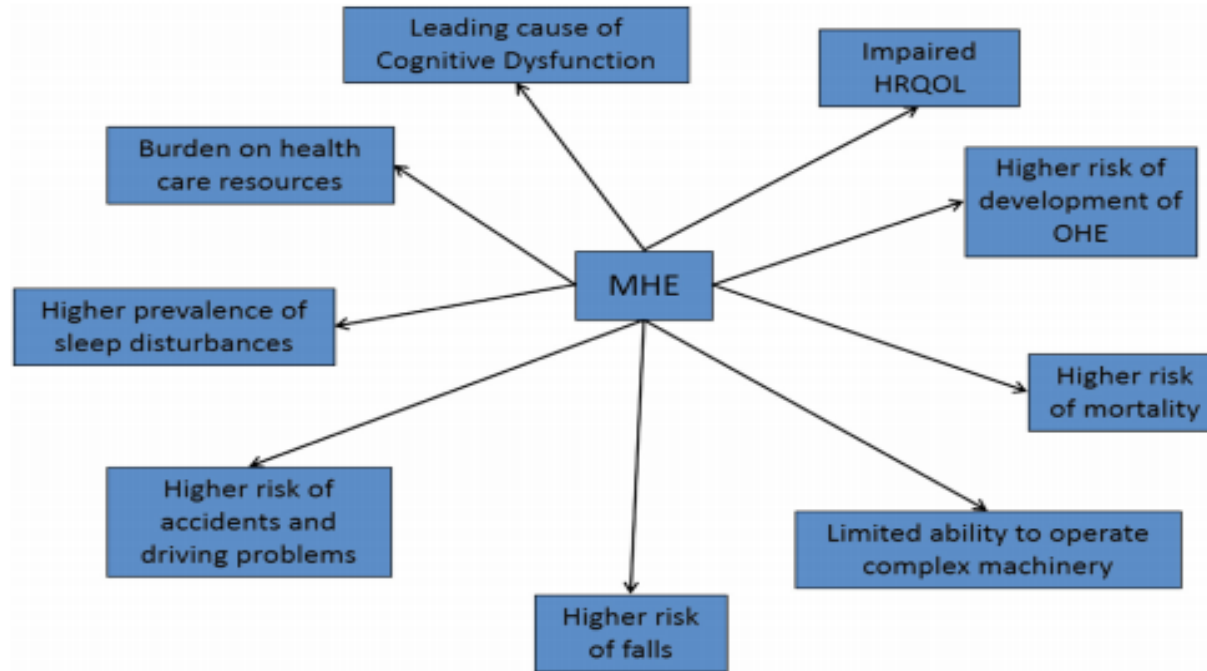 Leading cause of
Cognitive Dysfunction
Impaired
HRQOL
Burden on health
care resources
Higher risk of
development of
OHE
MHE
Higher prevalence of
sleep disturbances
Higher risk
of mortality
Higher risk of
accidents and
driving problems
Limited ability to operate
complex machinery
Higher risk
of falls